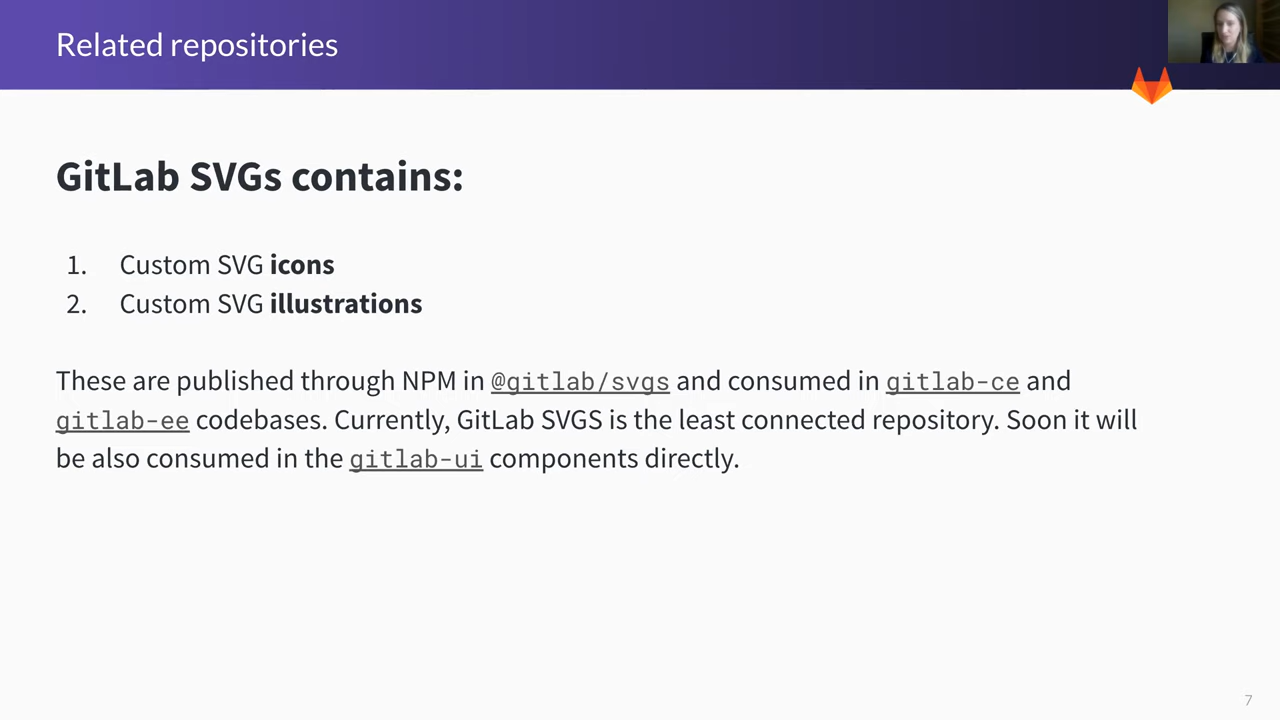 Related repositories
GitLab SVGs contains:
1. Custom SVG icons
2. Custom SVG illustrations
These are published through NPM in @gitlab/svgs and consumed in gitlab-ce and
gitlab-ee codebases. Currently, GitLab SVGS is the least connected repository. Soon it will
be also consumed in the gitlab-ui components directly.
7